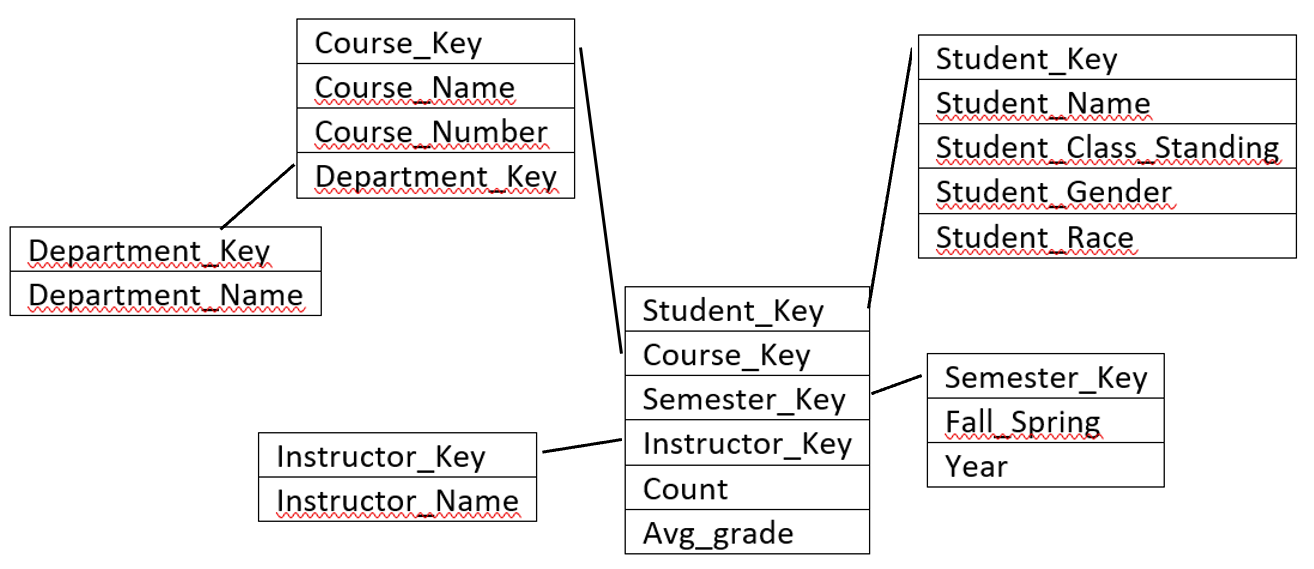 Course_Key
Course_Name
Course_Number
Department_Key
Student_Key
Student_Name
Student_Class_Standing
Student_Gender
Student_Race
Department_Key
Department_Name
Student_Key
Course_Key
Semester_Key
Instructor_Key
Count
Avg_grade
Semester_Key
Fall_Spring
Year
Instructor_Key
Instructor_Name